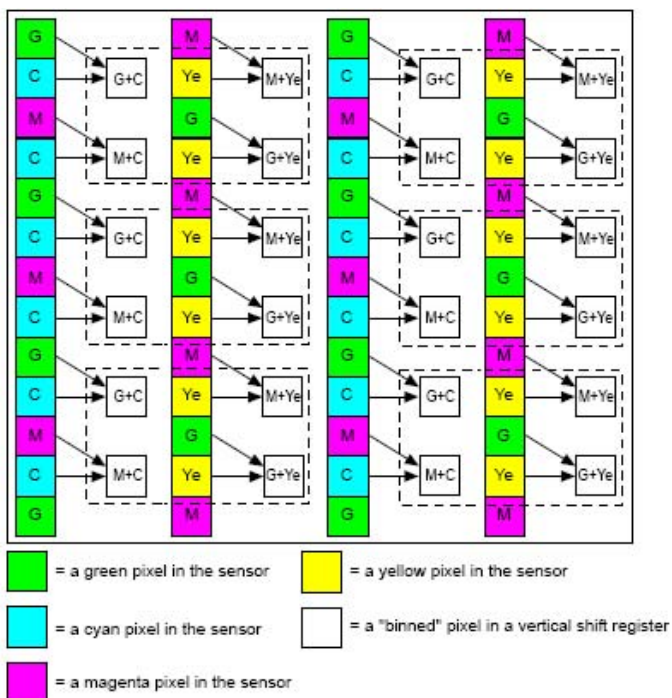 G M G M
C G+C Ye M+Ye C G+C Ye M+Ye
M G M G
C M+C Ye G+Ye C M+C Ye G+Ye
G M G M
C G+C Ye M+Ye C G+C Ye M+Ye
M G M G
C M+C Ye G+Ye C M+C Ye G+Ye
G M G M
C G+C Ye M+Ye C G+C Ye M+Ye
M G M G
C M+C Ye G+Ye C M+C Ye G+Ye
G M G M
= a green pixel in the sensor
= a yellow pixel in the sensor
= a cyan pixel in the sensor
= a "binned" pixel in a vertical shift register
= a magenta pixel in the sensor